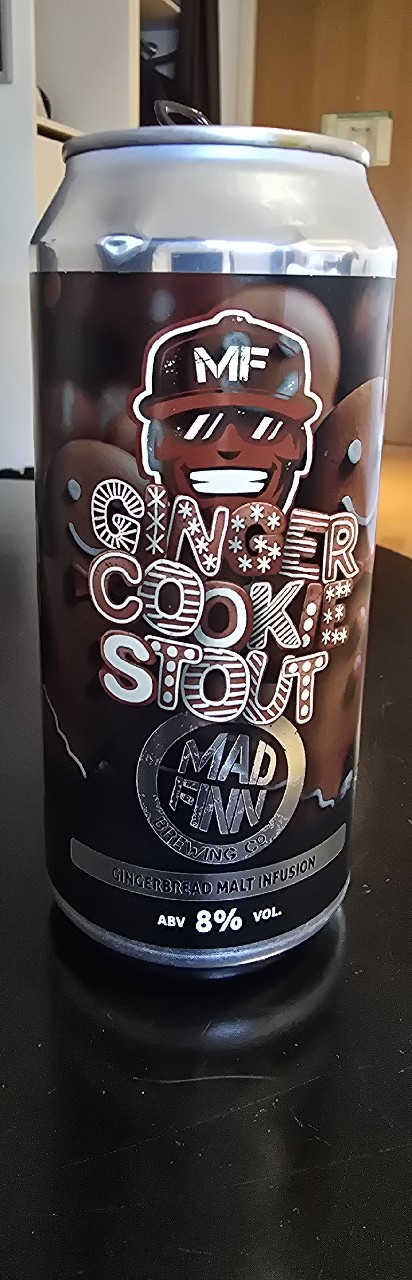 MF
GINGER
COOKIE
STOUT
MAD
FINN
BREWING CO.
GINGERBREAD MALT INFUSION
ABV 8% VOL.